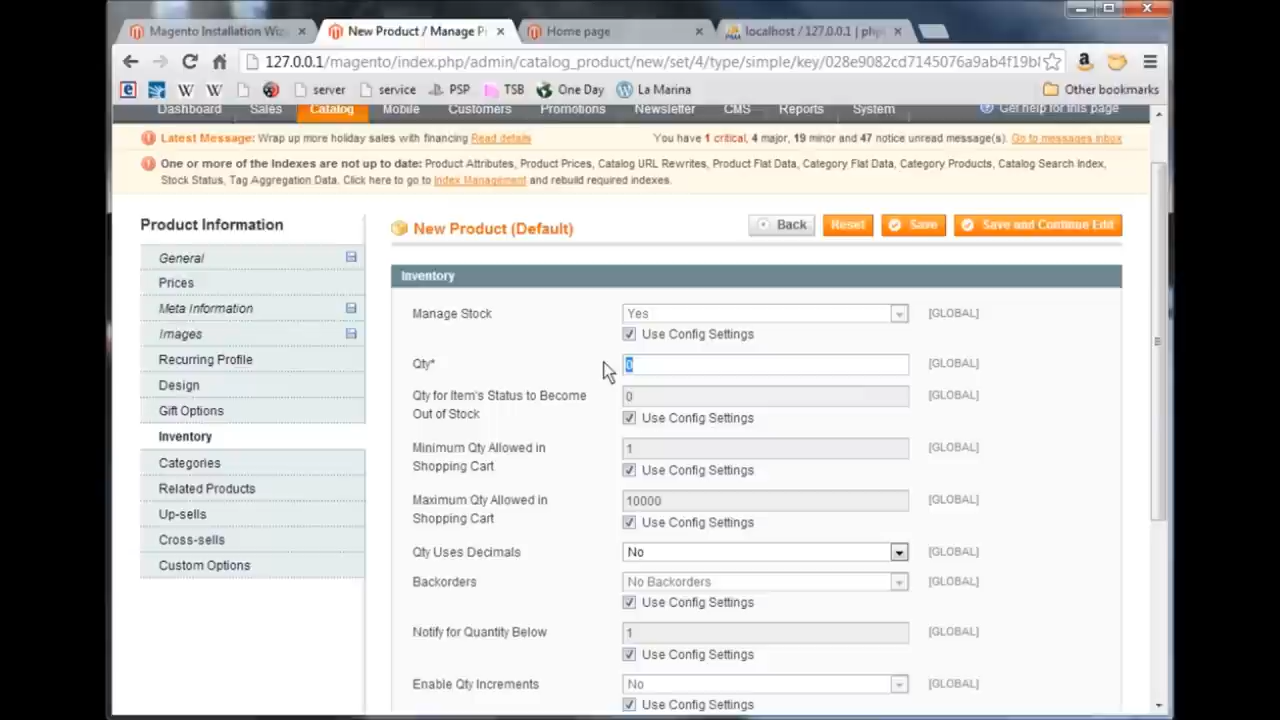 Magento Installation Wiz
New Product / Manage P
Home page
localhost / 127.0.0.1 | php
127.0.0.1/magento/index.php/admin/catalog_product/new/set/4/type/simple/key/028e9082cd7145076a9ab4f19bl
server
service
PSP
TSB
One Day
La Marina
Other bookmarks
Dashboard
Sales
Catalog
Mobile
Customers
Promotions
Newsletter
CMS
Reports
System
Get help for this page
Latest Message: Wrap up more holiday sales with financing Read details
You have 1 critical, 4 major, 19 minor and 47 notice unread message(s). Go to messages inbox
One or more of the Indexes are not up to date: Product Attributes, Product Prices, Catalog URL Rewrites, Product Flat Data, Category Flat Data, Category Products, Catalog Search Index,
Stock Status, Tag Aggregation Data. Click here to go to Index Management and rebuild required indexes.
Product Information
General
Prices
Meta Information
Images
Recurring Profile
Design
Gift Options
Inventory
Categories
Related Products
Up-sells
Cross-sells
Custom Options
New Product (Default)
Back
Reset
Save
Save and Continue Edit
Inventory
Manage Stock
Yes
[GLOBAL]
Use Config Settings
Qty*
0
[GLOBAL]
Qty for Item's Status to Become
Out of Stock
0
[GLOBAL]
Use Config Settings
Minimum Qty Allowed in
Shopping Cart
1
[GLOBAL]
Use Config Settings
Maximum Qty Allowed in
Shopping Cart
10000
[GLOBAL]
Use Config Settings
Qty Uses Decimals
No
[GLOBAL]
Backorders
No Backorders
[GLOBAL]
Use Config Settings
Notify for Quantity Below
1
[GLOBAL]
Use Config Settings
Enable Qty Increments
No
[GLOBAL]
Use Config Settings